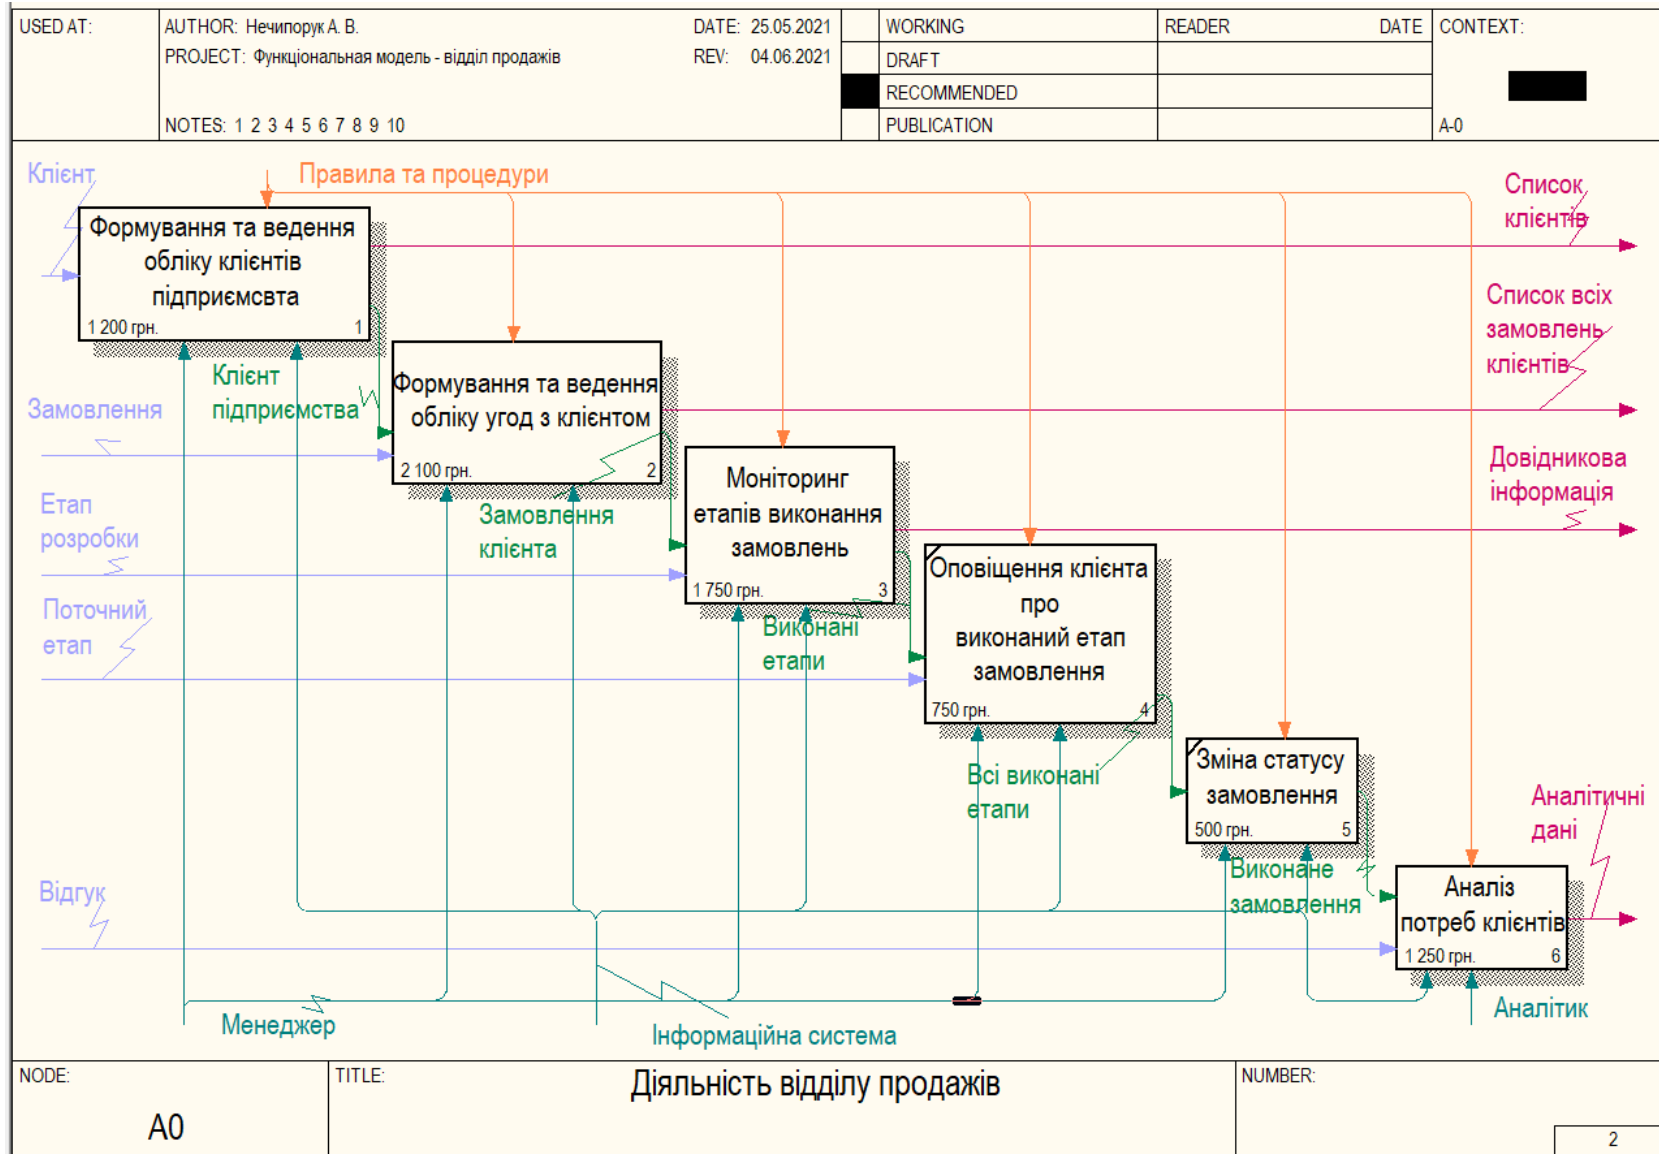 USED AT:
AUTHOR: Нечипорук А. В.
DATE: 25.05.2021
PROJECT: Функціональная модель - відділ продажів
REV: 04.06.2021
NOTES: 1 2 3 4 5 6 7 8 9 10
WORKING
DRAFT
RECOMMENDED
PUBLICATION
READER DATE
CONTEXT:
A-0
Клієнт
Правила та процедури
Список
клієнтів
Формування та ведення
обліку клієнтів
підприємсвта
1 200 грн. 1
Список всіх
замовлень
клієнтів
Клієнт
підприємства
Замовлення
Формування та ведення
обліку угод з клієнтом
2 100 грн. 2
Довідникова
інформація
Етап
розробки
Замовлення
клієнта
Моніторинг
етапів виконання
замовлень
1 750 грн. 3
Поточний
етап
Виконані
етапи
Оповіщення клієнта
про
виконаний етап
замовлення
750 грн. 4
Всі виконані
етапи
Зміна статусу
замовлення
500 грн. 5
Аналітичні
дані
Виконане
замовлення
Відгук
Аналіз
потреб клієнтів
1 250 грн. 6
Менеджер
Інформаційна система
Аналітик
NODE:
A0
TITLE:
Діяльність відділу продажів
NUMBER:
2